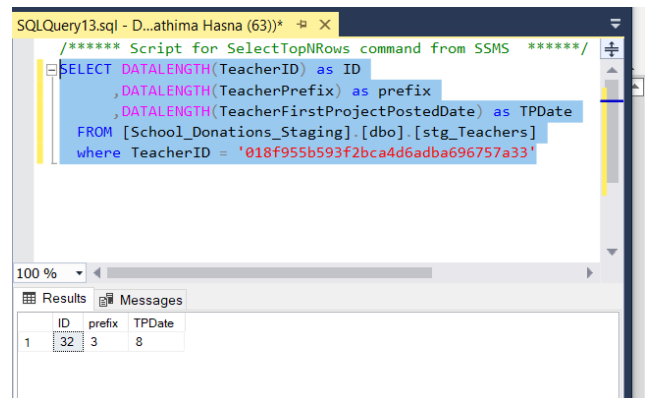 SQLQuery13.sql - D...athima Hasna (63))*
/****** Script for SelectTopNRows command from SSMS  ******/
SELECT DATALENGTH(TeacherID) as ID
,DATALENGTH(TeacherPrefix) as prefix
,DATALENGTH(TeacherFirstProjectPostedDate) as TPDate
FROM [School_Donations_Staging].[dbo].[stg_Teachers]
where TeacherID = '018f955b593f2bca4d6adba696757a33'
100 %
Results Messages
ID prefix TPDate
1 32 3 8